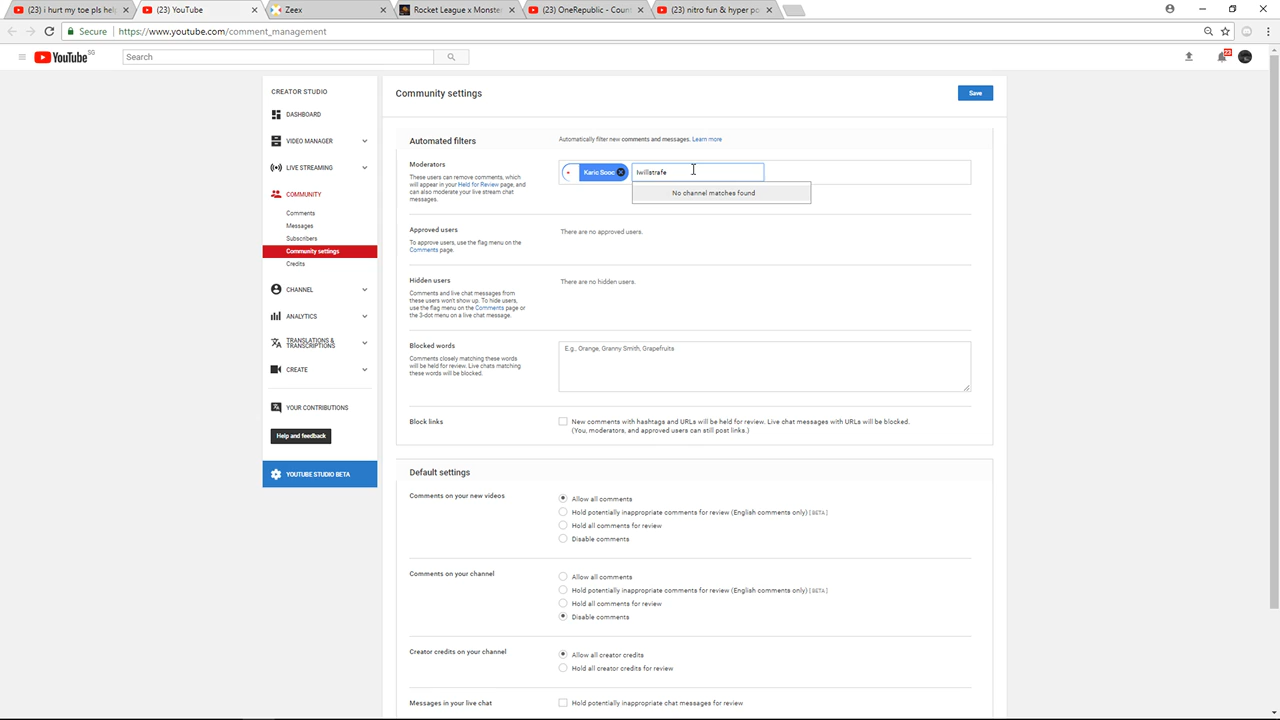 (23) i hurt my toe pls hel
(23) YouTube
Zeex
Rocket League x Monster
(23) OneRepublic - Coun
(23) nitro fun & hyper po
Secure
https://www.youtube.com/comment_management
YouTube SG
Search
23
CREATOR STUDIO
DASHBOARD
VIDEO MANAGER
LIVE STREAMING
COMMUNITY
Comments
Messages
Subscribers
Community settings
Credits
CHANNEL
ANALYTICS
TRANSLATIONS &
TRANSCRIPTIONS
CREATE
YOUR CONTRIBUTIONS
Help and feedback
YOUTUBE STUDIO BETA
Community settings
Save
Automated filters
Automatically filter new comments and messages. Learn more
Moderators
These users can remove comments, which
will appear in your Held for Review page, and
can also moderate your live stream chat
messages.
Karic Sooc
Iwillstrafe
No channel matches found
Approved users
To approve users, use the flag menu on the
Comments page.
There are no approved users.
Hidden users
Comments and live chat messages from
these users won't show up. To hide users,
use the flag menu on the Comments page or
the 3-dot menu on a live chat message.
There are no hidden users.
Blocked words
Comments closely matching these words
will be held for review. Live chats matching
these words will be blocked.
E.g., Orange, Granny Smith, Grapefruits
Block links
New comments with hashtags and URLs will be held for review. Live chat messages with URLs will be blocked.
(You, moderators, and approved users can still post links.)
Default settings
Comments on your new videos
Allow all comments
Hold potentially inappropriate comments for review (English comments only) [BETA]
Hold all comments for review
Disable comments
Comments on your channel
Allow all comments
Hold potentially inappropriate comments for review (English comments only) [BETA]
Hold all comments for review
Disable comments
Creator credits on your channel
Allow all creator credits
Hold all creator credits for review
Messages in your live chat
Hold potentially inappropriate chat messages for review